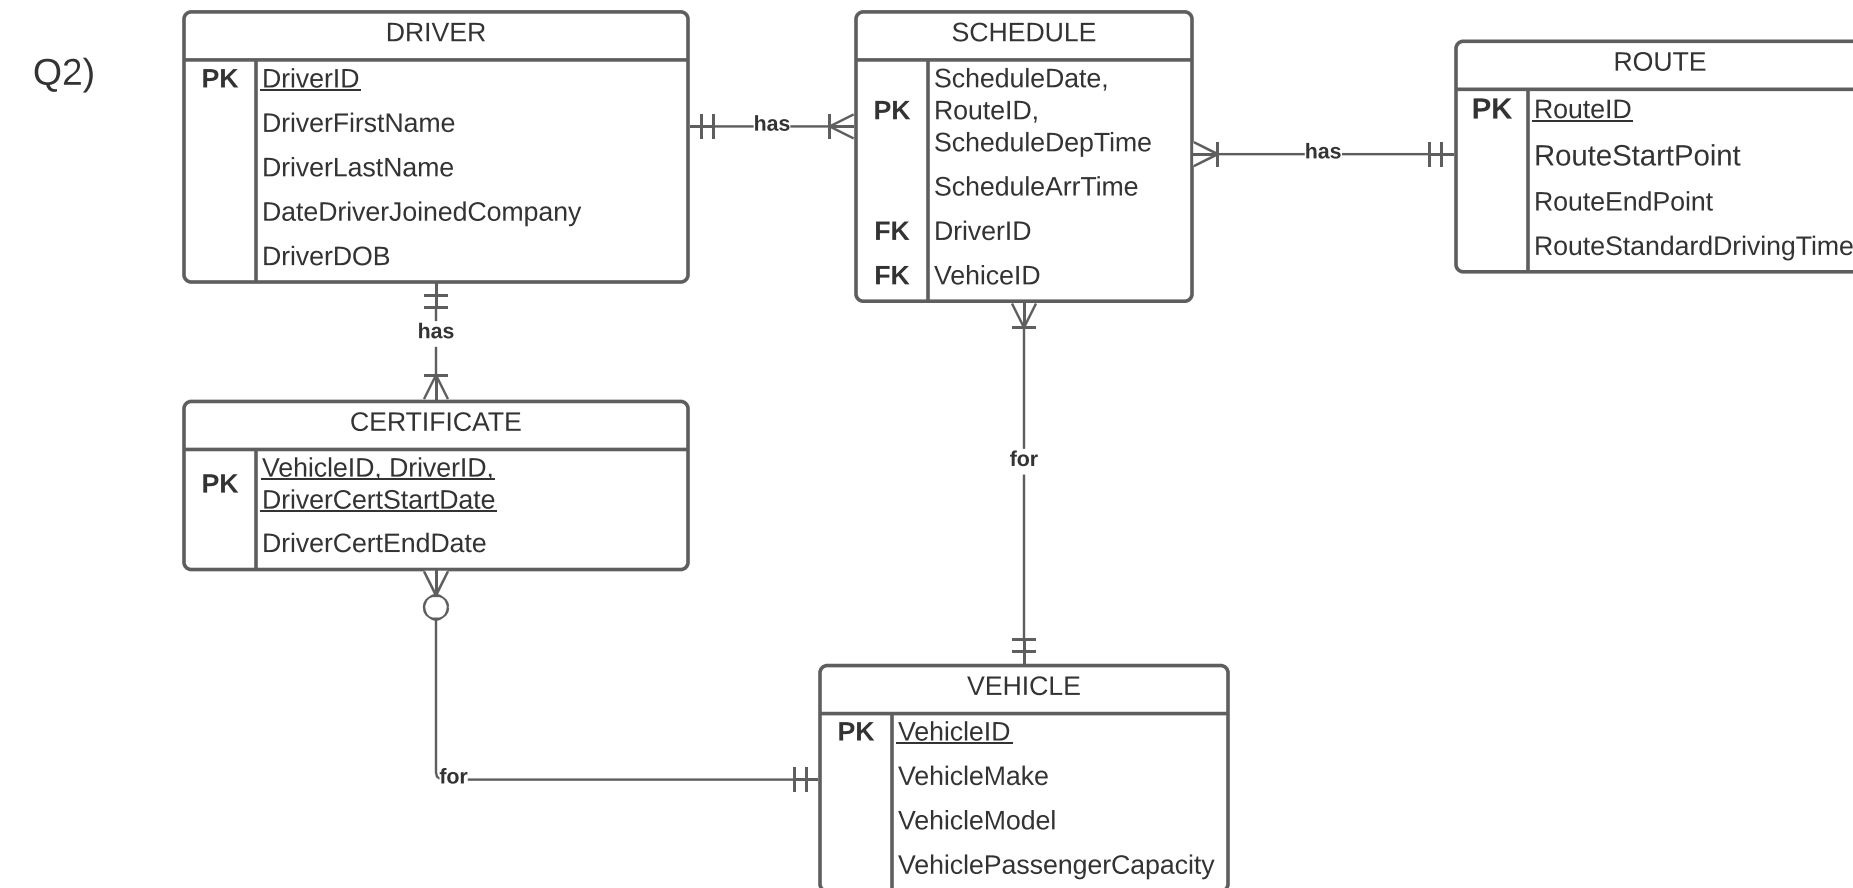 Q2)
DRIVER
PK DriverID
DriverFirstName
DriverLastName
DateDriverJoinedCompany
DriverDOB
has
SCHEDULE
PK
ScheduleDate,
RouteID,
ScheduleDepTime
ScheduleArrTime
FK DriverID
FK VehiceID
has
ROUTE
PK RouteID
RouteStartPoint
RouteEndPoint
RouteStandardDrivingTime
has
CERTIFICATE
PK
VehicleID, DriverID,
DriverCertStartDate
DriverCertEndDate
for
for
VEHICLE
PK VehicleID
VehicleMake
VehicleModel
VehiclePassengerCapacity